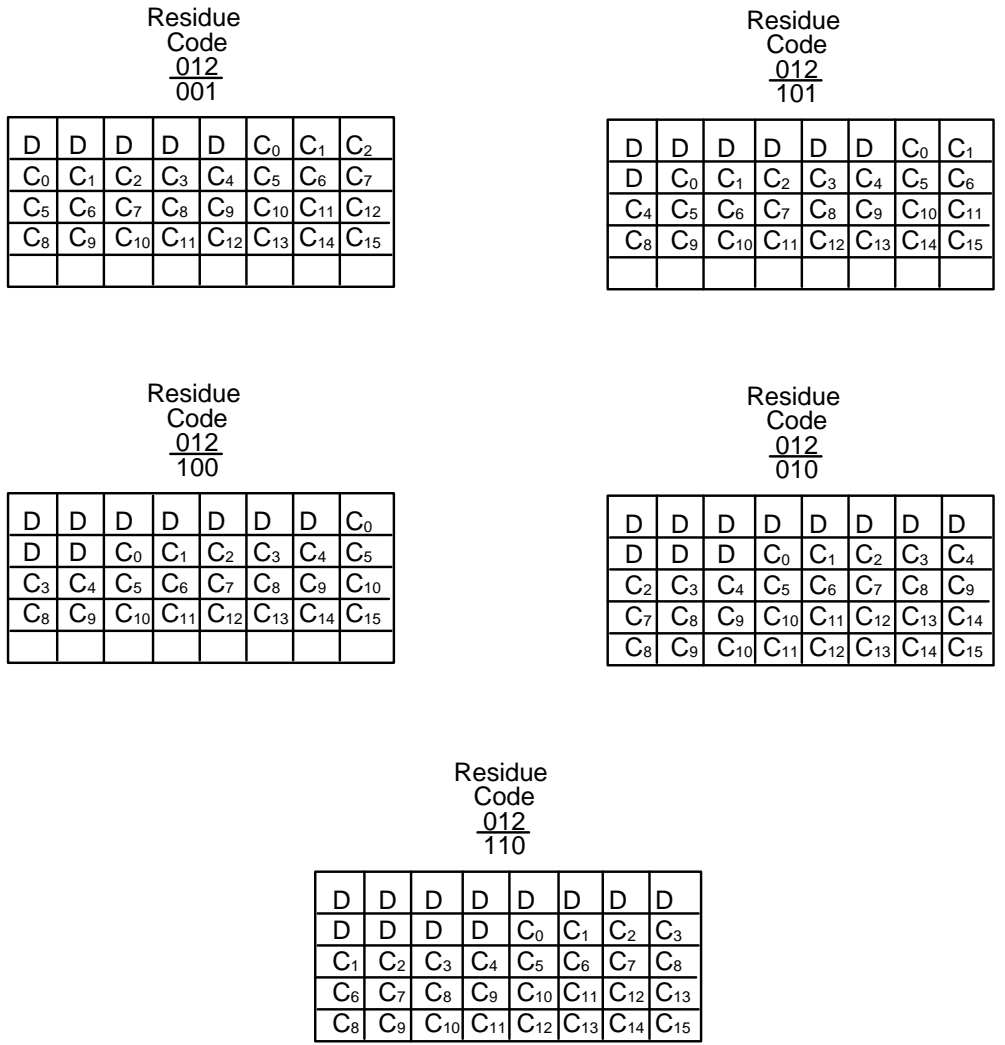 Residue
Code
012
001
D D D D D C₀ C₁ C₂
C₀ C₁ C₂ C₃ C₄ C₅ C₆ C₇
C₅ C₆ C₇ C₈ C₉ C₁₀ C₁₁ C₁₂
C₈ C₉ C₁₀ C₁₁ C₁₂ C₁₃ C₁₄ C₁₅
Residue
Code
012
101
D D D D D D C₀ C₁
D C₀ C₁ C₂ C₃ C₄ C₅ C₆
C₄ C₅ C₆ C₇ C₈ C₉ C₁₀ C₁₁
C₈ C₉ C₁₀ C₁₁ C₁₂ C₁₃ C₁₄ C₁₅
Residue
Code
012
100
D D D D D D D C₀
D D C₀ C₁ C₂ C₃ C₄ C₅
C₃ C₄ C₅ C₆ C₇ C₈ C₉ C₁₀
C₈ C₉ C₁₀ C₁₁ C₁₂ C₁₃ C₁₄ C₁₅
Residue
Code
012
010
D D D D D D D D
D D D C₀ C₁ C₂ C₃ C₄
C₂ C₃ C₄ C₅ C₆ C₇ C₈ C₉
C₇ C₈ C₉ C₁₀ C₁₁ C₁₂ C₁₃ C₁₄
C₈ C₉ C₁₀ C₁₁ C₁₂ C₁₃ C₁₄ C₁₅
Residue
Code
012
110
D D D D D D D D
D D D D C₀ C₁ C₂ C₃
C₁ C₂ C₃ C₄ C₅ C₆ C₇ C₈
C₆ C₇ C₈ C₉ C₁₀ C₁₁ C₁₂ C₁₃
C₈ C₉ C₁₀ C₁₁ C₁₂ C₁₃ C₁₄ C₁₅